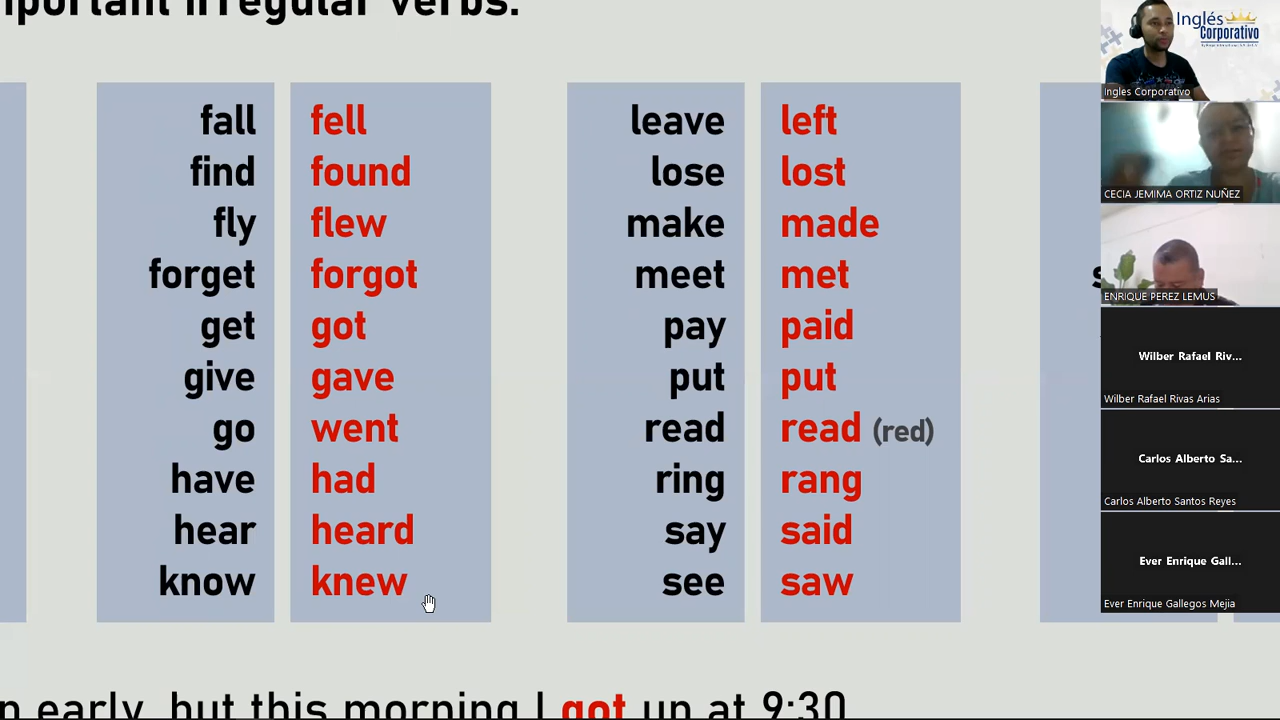 important irregular verbs:
fall fell
find found
fly flew
forget forgot
get got
give gave
go went
have had
hear heard
know knew
leave left
lose lost
make made
meet met
pay paid
put put
read read (red)
ring rang
say said
see saw
s
n early, but this morning I got up at 9:30
Inglés
Corporativo
Ingles Corporativo
CECIA JEMIMA ORTIZ NUÑEZ
ENRIQUE PEREZ LEMUS
Wilber Rafael Riv...
Wilber Rafael Rivas Arias
Carlos Alberto Sa...
Carlos Alberto Santos Reyes
Ever Enrique Gall...
Ever Enrique Gallegos Mejia